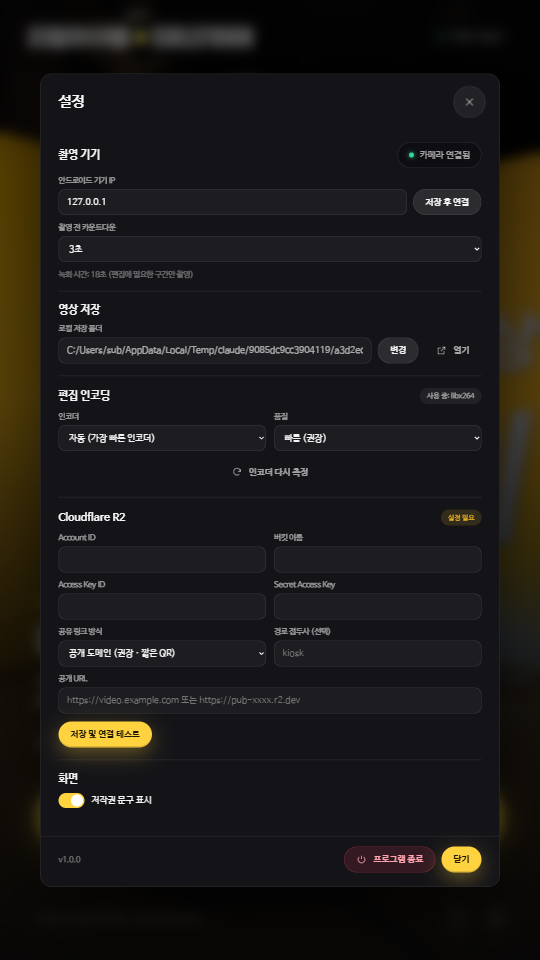 설정
촬영 기기
카메라 연결됨
안드로이드 기기 IP
127.0.0.1
저장 후 연결
촬영 전 카운트다운
3초
녹화 시간: 18초 (편집에 필요한 구간만 촬영)
영상 저장
로컬 저장 폴더
C:/Users/sub/AppData/Local/Temp/claude/9085dc9cc3904119/a3d2ec
변경
열기
편집 인코딩
사용 중: libx264
인코더
품질
자동 (가장 빠른 인코더)
빠름 (권장)
인코더 다시 측정
Cloudflare R2
설정 필요
Account ID
버킷 이름
Access Key ID
Secret Access Key
공유 링크 방식
경로 접두사 (선택)
공개 도메인 (권장 · 짧은 QR)
kiosk
공개 URL
https://video.example.com 또는 https://pub-xxxx.r2.dev
저장 및 연결 테스트
화면
저작권 문구 표시
v1.0.0
프로그램 종료
닫기